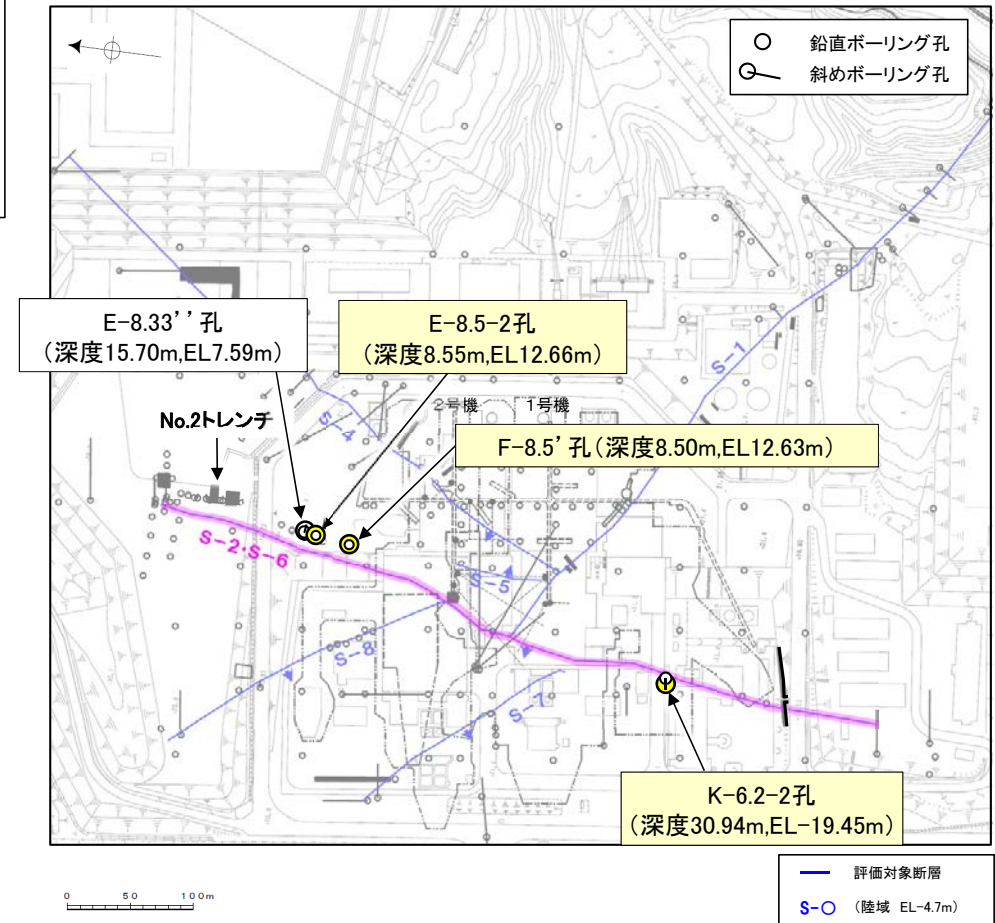 鉛直ボーリング孔
斜めボーリング孔
E-8.33''孔
(深度15.70m,EL7.59m)
E-8.5-2孔
(深度8.55m,EL12.66m)
S-1
No.2トレンチ
S-4
2号機
1号機
F-8.5'孔(深度8.50m,EL12.63m)
S-2・S-6
S-5
S-8
S-7
K-6.2-2孔
(深度30.94m,EL-19.45m)
0 50 100m
評価対象断層
S-○ (陸域 EL-4.7m)